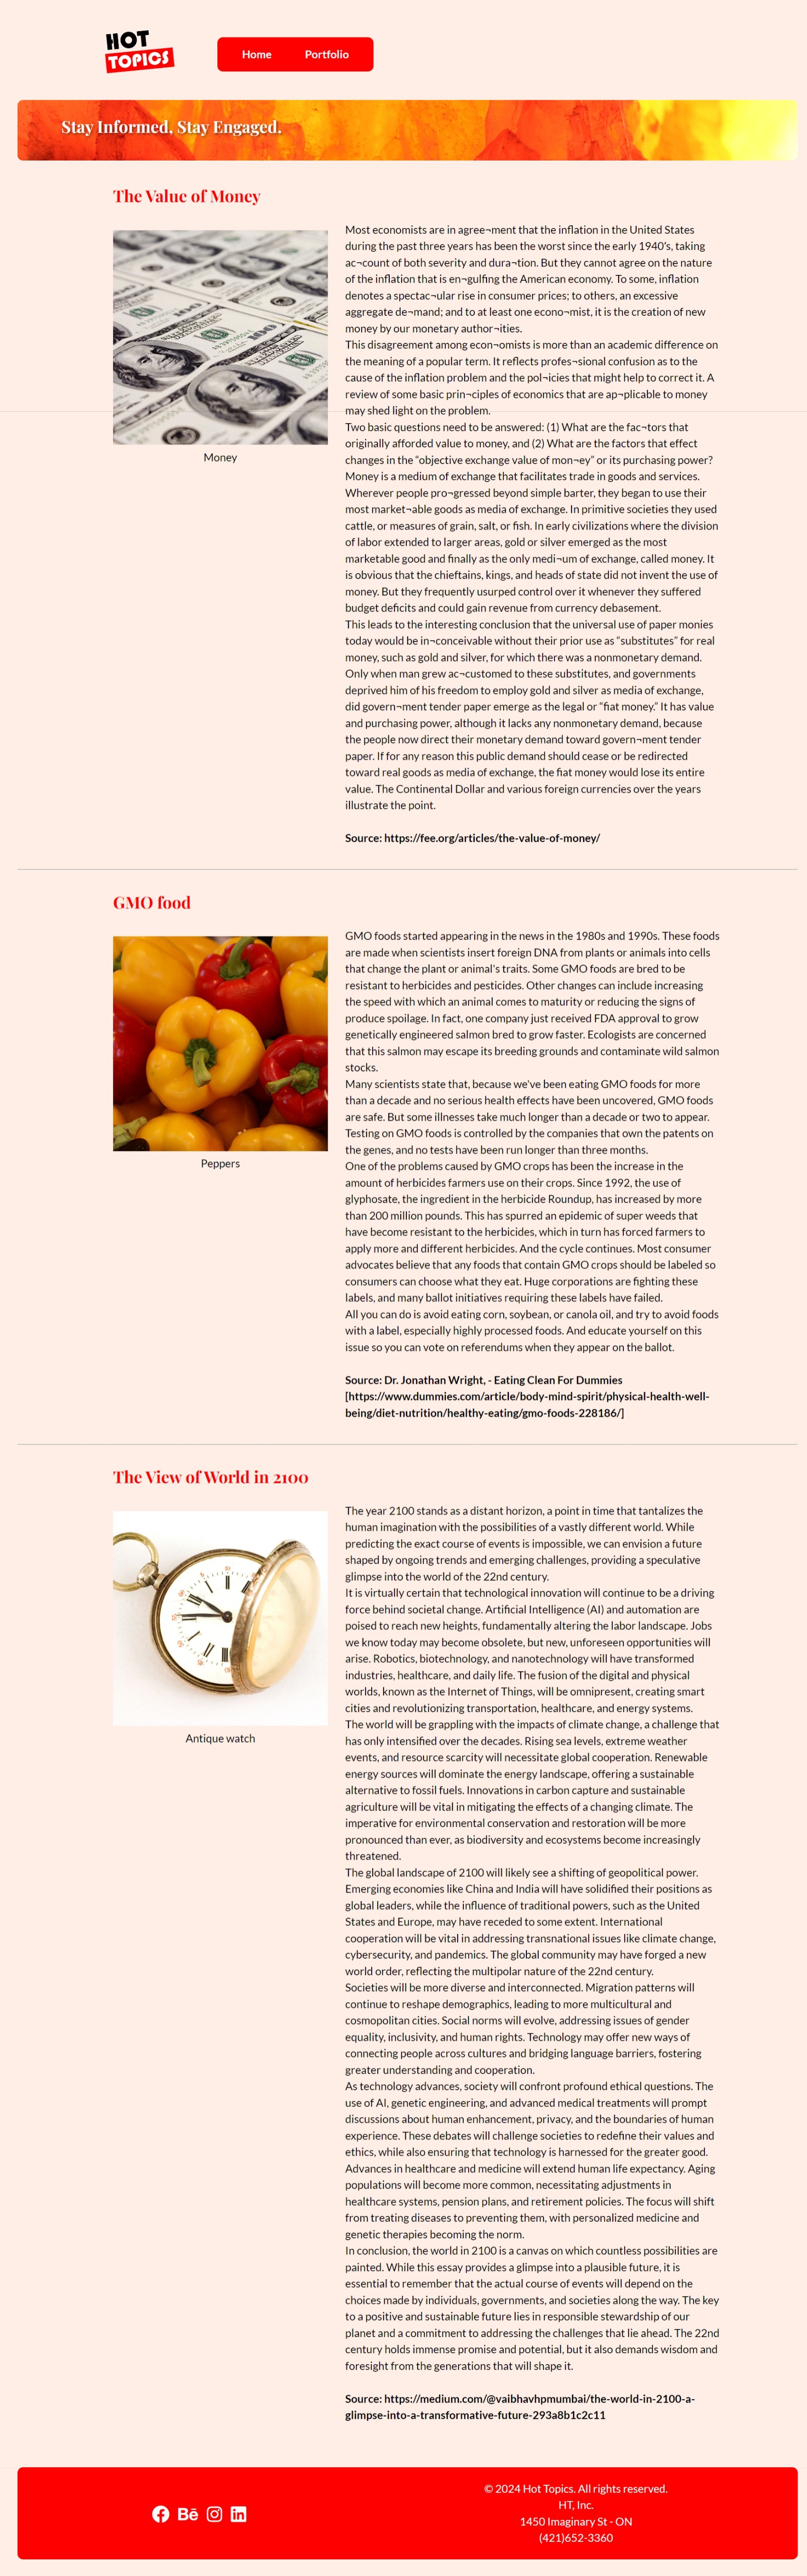 HOT
TOPICS
Home
Portfolio
Stay Informed, Stay Engaged.
The Value of Money
Most economists are in agree¬ment that the inflation in the United States
during the past three years has been the worst since the early 1940's, taking
ac¬count of both severity and dura¬tion. But they cannot agree on the nature
of the inflation that is en¬gulfing the American economy. To some, inflation
denotes a spectac¬ular rise in consumer prices; to others, an excessive
aggregate de¬mand; and to at least one econo¬mist, it is the creation of new
money by our monetary author¬ities.
This disagreement among econ¬omists is more than an academic difference on
the meaning of a popular term. It reflects profes¬sional confusion as to the
cause of the inflation problem and the pol¬icies that might help to correct it. A
review of some basic prin¬ciples of economics that are ap¬plicable to money
may shed light on the problem.
Two basic questions need to be answered: (1) What are the fac¬tors that
originally afforded value to money, and (2) What are the factors that effect
changes in the “objective exchange value of mon¬ey” or its purchasing power?
Money is a medium of exchange that facilitates trade in goods and services.
Wherever people pro¬gressed beyond simple barter, they began to use their
most market¬able goods as media of exchange. In primitive societies they used
cattle, or measures of grain, salt, or fish. In early civilizations where the division
of labor extended to larger areas, gold or silver emerged as the most
marketable good and finally as the only medi¬um of exchange, called money. It
is obvious that the chieftains, kings, and heads of state did not invent the use of
money. But they frequently usurped control over it whenever they suffered
budget deficits and could gain revenue from currency debasement.
This leads to the interesting conclusion that the universal use of paper monies
today would be in¬conceivable without their prior use as “substitutes” for real
money, such as gold and silver, for which there was a nonmonetary demand.
Only when man grew ac¬customed to these substitutes, and governments
deprived him of his freedom to employ gold and silver as media of exchange,
did govern¬ment tender paper emerge as the legal or “fiat money.” It has value
and purchasing power, although it lacks any nonmonetary demand, because
the people now direct their monetary demand toward govern¬ment tender
paper. If for any reason this public demand should cease or be redirected
toward real goods as media of exchange, the fiat money would lose its entire
value. The Continental Dollar and various foreign currencies over the years
illustrate the point.
Source: https://fee.org/articles/the-value-of-money/
Money
GMO food
GMO foods started appearing in the news in the 1980s and 1990s. These foods
are made when scientists insert foreign DNA from plants or animals into cells
that change the plant or animal's traits. Some GMO foods are bred to be
resistant to herbicides and pesticides. Other changes can include increasing
the speed with which an animal comes to maturity or reducing the signs of
produce spoilage. In fact, one company just received FDA approval to grow
genetically engineered salmon bred to grow faster. Ecologists are concerned
that this salmon may escape its breeding grounds and contaminate wild salmon
stocks.
Many scientists state that, because we've been eating GMO foods for more
than a decade and no serious health effects have been uncovered, GMO foods
are safe. But some illnesses take much longer than a decade or two to appear.
Testing on GMO foods is controlled by the companies that own the patents on
the genes, and no tests have been run longer than three months.
One of the problems caused by GMO crops has been the increase in the
amount of herbicides farmers use on their crops. Since 1992, the use of
glyphosate, the ingredient in the herbicide Roundup, has increased by more
than 200 million pounds. This has spurred an epidemic of super weeds that
have become resistant to the herbicides, which in turn has forced farmers to
apply more and different herbicides. And the cycle continues. Most consumer
advocates believe that any foods that contain GMO crops should be labeled so
consumers can choose what they eat. Huge corporations are fighting these
labels, and many ballot initiatives requiring these labels have failed.
All you can do is avoid eating corn, soybean, or canola oil, and try to avoid foods
with a label, especially highly processed foods. And educate yourself on this
issue so you can vote on referendums when they appear on the ballot.
Source: Dr. Jonathan Wright, - Eating Clean For Dummies
[https://www.dummies.com/article/body-mind-spirit/physical-health-well-
being/diet-nutrition/healthy-eating/gmo-foods-228186/]
Peppers
The View of World in 2100
The year 2100 stands as a distant horizon, a point in time that tantalizes the
human imagination with the possibilities of a vastly different world. While
predicting the exact course of events is impossible, we can envision a future
shaped by ongoing trends and emerging challenges, providing a speculative
glimpse into the world of the 22nd century.
It is virtually certain that technological innovation will continue to be a driving
force behind societal change. Artificial Intelligence (AI) and automation are
poised to reach new heights, fundamentally altering the labor landscape. Jobs
we know today may become obsolete, but new, unforeseen opportunities will
arise. Robotics, biotechnology, and nanotechnology will have transformed
industries, healthcare, and daily life. The fusion of the digital and physical
worlds, known as the Internet of Things, will be omnipresent, creating smart
cities and revolutionizing transportation, healthcare, and energy systems.
The world will be grappling with the impacts of climate change, a challenge that
has only intensified over the decades. Rising sea levels, extreme weather
events, and resource scarcity will necessitate global cooperation. Renewable
energy sources will dominate the energy landscape, offering a sustainable
alternative to fossil fuels. Innovations in carbon capture and sustainable
agriculture will be vital in mitigating the effects of a changing climate. The
imperative for environmental conservation and restoration will be more
pronounced than ever, as biodiversity and ecosystems become increasingly
threatened.
The global landscape of 2100 will likely see a shifting of geopolitical power.
Emerging economies like China and India will have solidified their positions as
global leaders, while the influence of traditional powers, such as the United
States and Europe, may have receded to some extent. International
cooperation will be vital in addressing transnational issues like climate change,
cybersecurity, and pandemics. The global community may have forged a new
world order, reflecting the multipolar nature of the 22nd century.
Societies will be more diverse and interconnected. Migration patterns will
continue to reshape demographics, leading to more multicultural and
cosmopolitan cities. Social norms will evolve, addressing issues of gender
equality, inclusivity, and human rights. Technology may offer new ways of
connecting people across cultures and bridging language barriers, fostering
greater understanding and cooperation.
As technology advances, society will confront profound ethical questions. The
use of AI, genetic engineering, and advanced medical treatments will prompt
discussions about human enhancement, privacy, and the boundaries of human
experience. These debates will challenge societies to redefine their values and
ethics, while also ensuring that technology is harnessed for the greater good.
Advances in healthcare and medicine will extend human life expectancy. Aging
populations will become more common, necessitating adjustments in
healthcare systems, pension plans, and retirement policies. The focus will shift
from treating diseases to preventing them, with personalized medicine and
genetic therapies becoming the norm.
In conclusion, the world in 2100 is a canvas on which countless possibilities are
painted. While this essay provides a glimpse into a plausible future, it is
essential to remember that the actual course of events will depend on the
choices made by individuals, governments, and societies along the way. The key
to a positive and sustainable future lies in responsible stewardship of our
planet and a commitment to addressing the challenges that lie ahead. The 22nd
century holds immense promise and potential, but it also demands wisdom and
foresight from the generations that will shape it.
Source: https://medium.com/@vaibhavhpmumbai/the-world-in-2100-a-
glimpse-into-a-transformative-future-293a8b1c2c11
Antique watch
Bē
in
© 2024 Hot Topics. All rights reserved.
HT, Inc.
1450 Imaginary St - ON
(421)652-3360